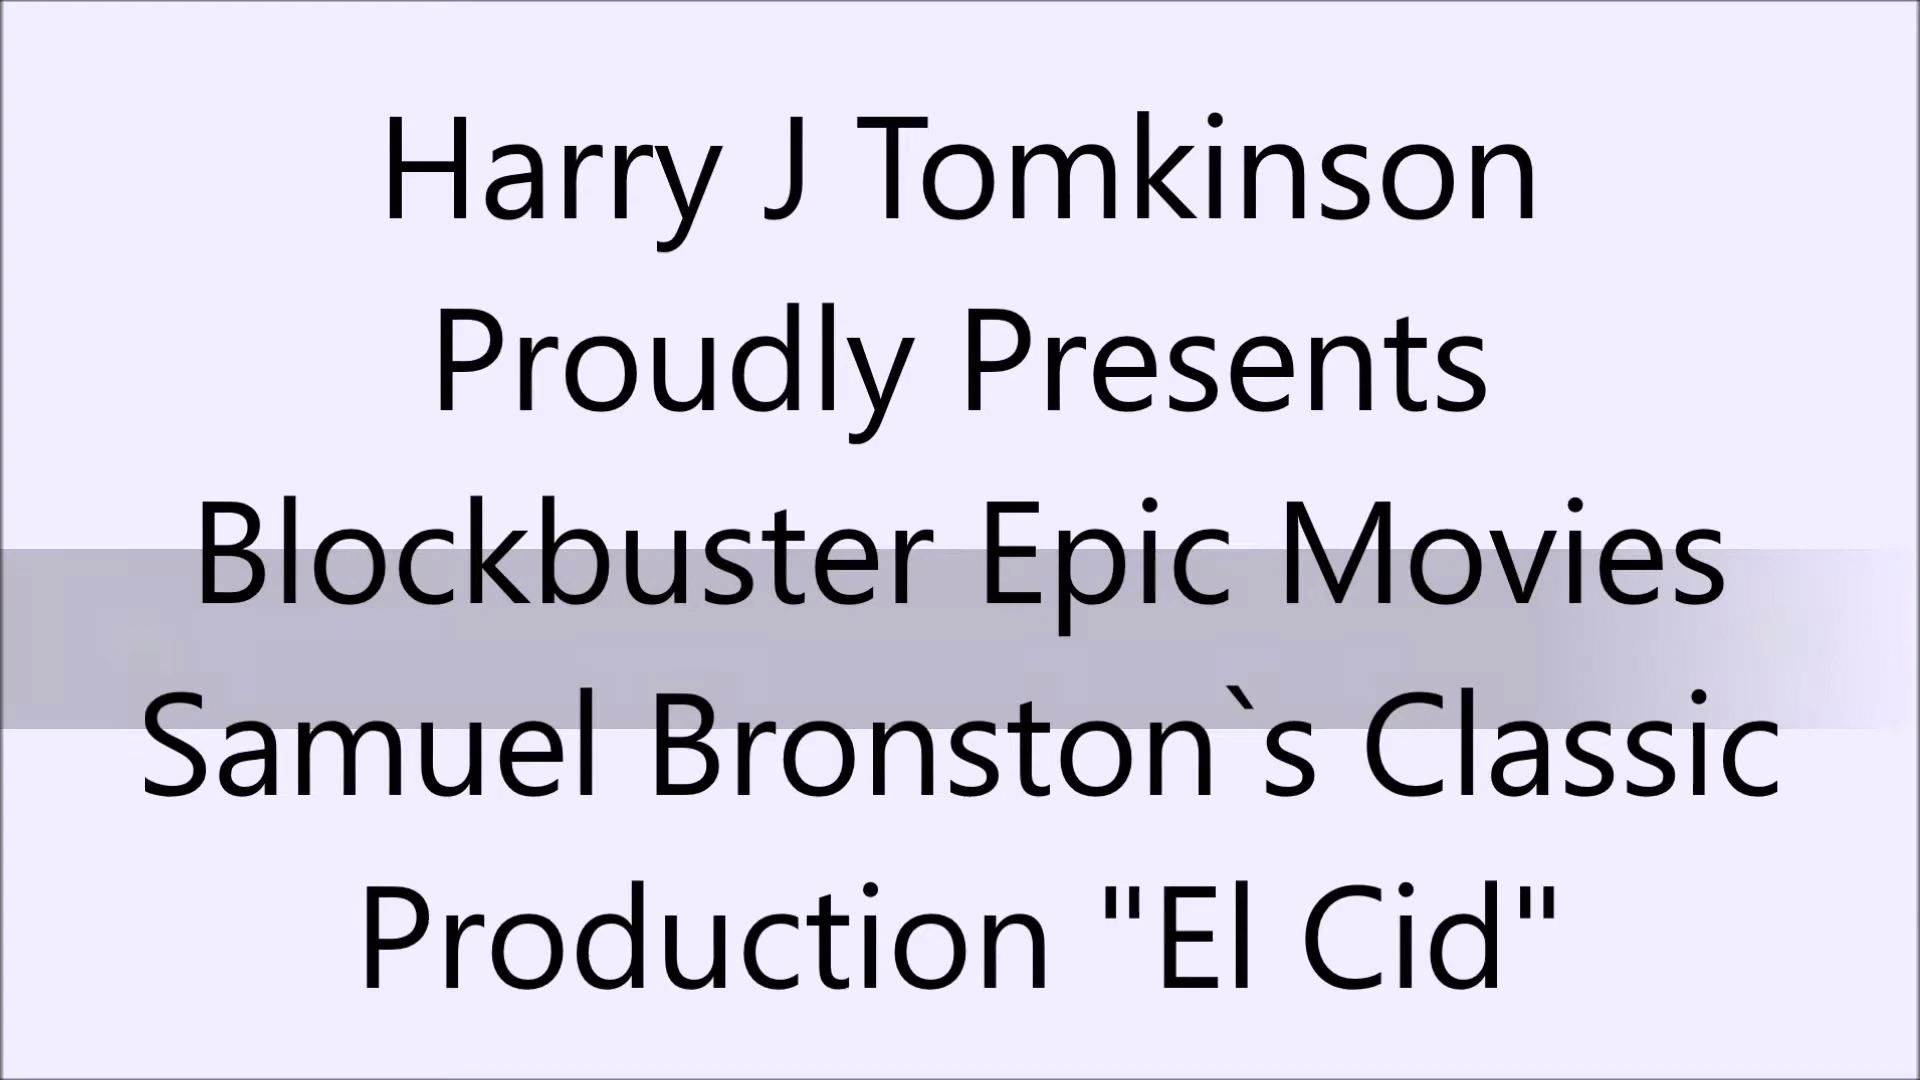 Harry J Tomkinson
Proudly Presents
Blockbuster Epic Movies
Samuel Bronston`s Classic
Production "El Cid"